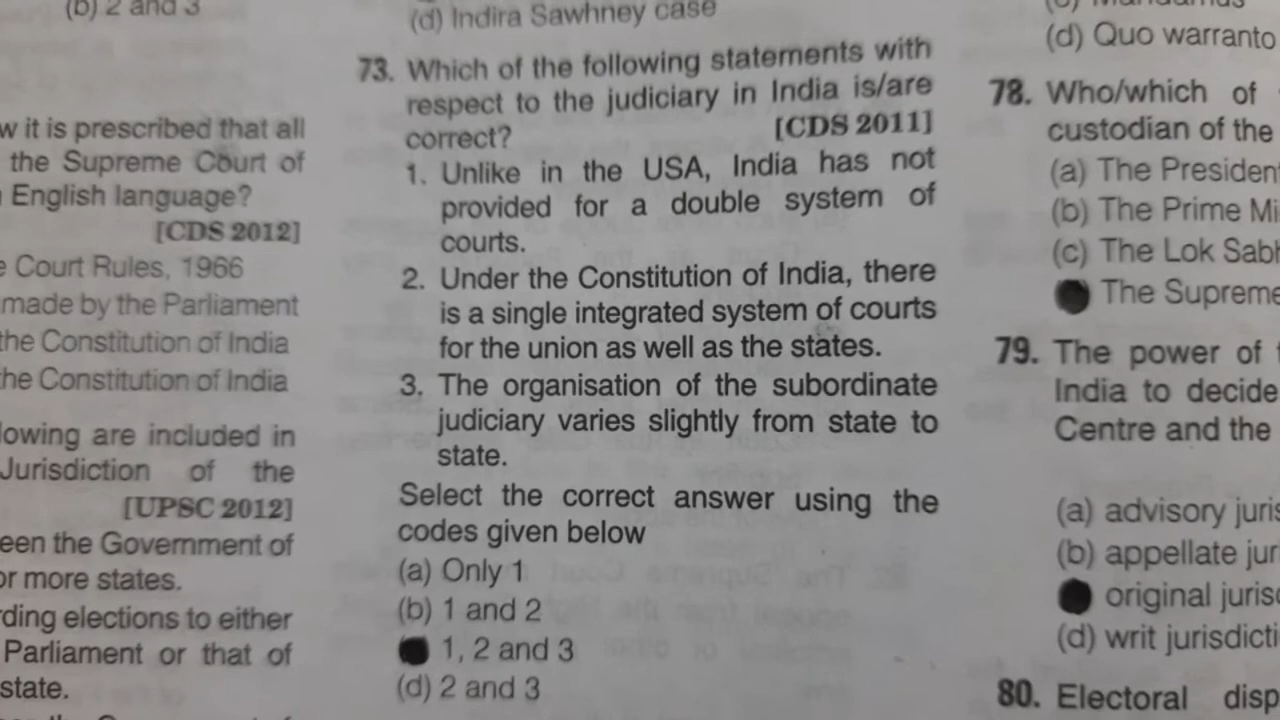 (b) 2 and 3
w it is prescribed that all
the Supreme Court of
English language?
[CDS 2012]
Court Rules, 1966
made by the Parliament
the Constitution of India
the Constitution of India
lowing are included in
Jurisdiction of the
[UPSC 2012]
een the Government of
or more states.
ding elections to either
Parliament or that of
state.
(d) Indira Sawhney case
73. Which of the following statements with
respect to the judiciary in India is/are
correct? [CDS 2011]
1. Unlike in the USA, India has not
provided for a double system of
courts.
2. Under the Constitution of India, there
is a single integrated system of courts
for the union as well as the states.
3. The organisation of the subordinate
judiciary varies slightly from state to
state.
Select the correct answer using the
codes given below
(a) Only 1
(b) 1 and 2
1, 2 and 3
(d) 2 and 3
(d) Quo warranto
78. Who/which of
custodian of the
(a) The President
(b) The Prime Mi
(c) The Lok Sabh
The Supreme
79. The power of
India to decide
Centre and the
(a) advisory juris
(b) appellate jur
original jurisd
(d) writ jurisdicti
80. Electoral disp